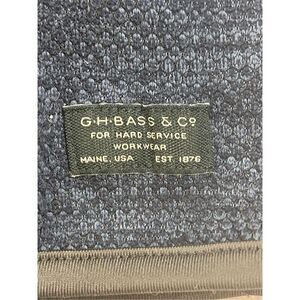 G·H·BASS & Cº
FOR HARD SERVICE
WORKWEAR
MAINE, USA EST 1876